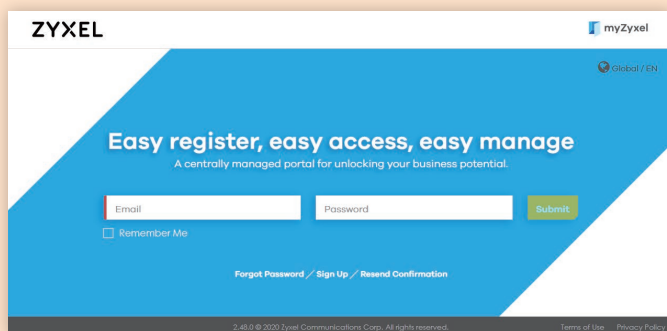 ZYXEL
myZyxel
Global / EN
Easy register, easy access, easy manage
A centrally managed portal for unlocking your business potential.
Email
Password
Submit
Remember Me
Forgot Password / Sign Up / Resend Confirmation
2.48.0 © 2020 Zyxel Communications Corp. All rights reserved.
Terms of Use Privacy Policy